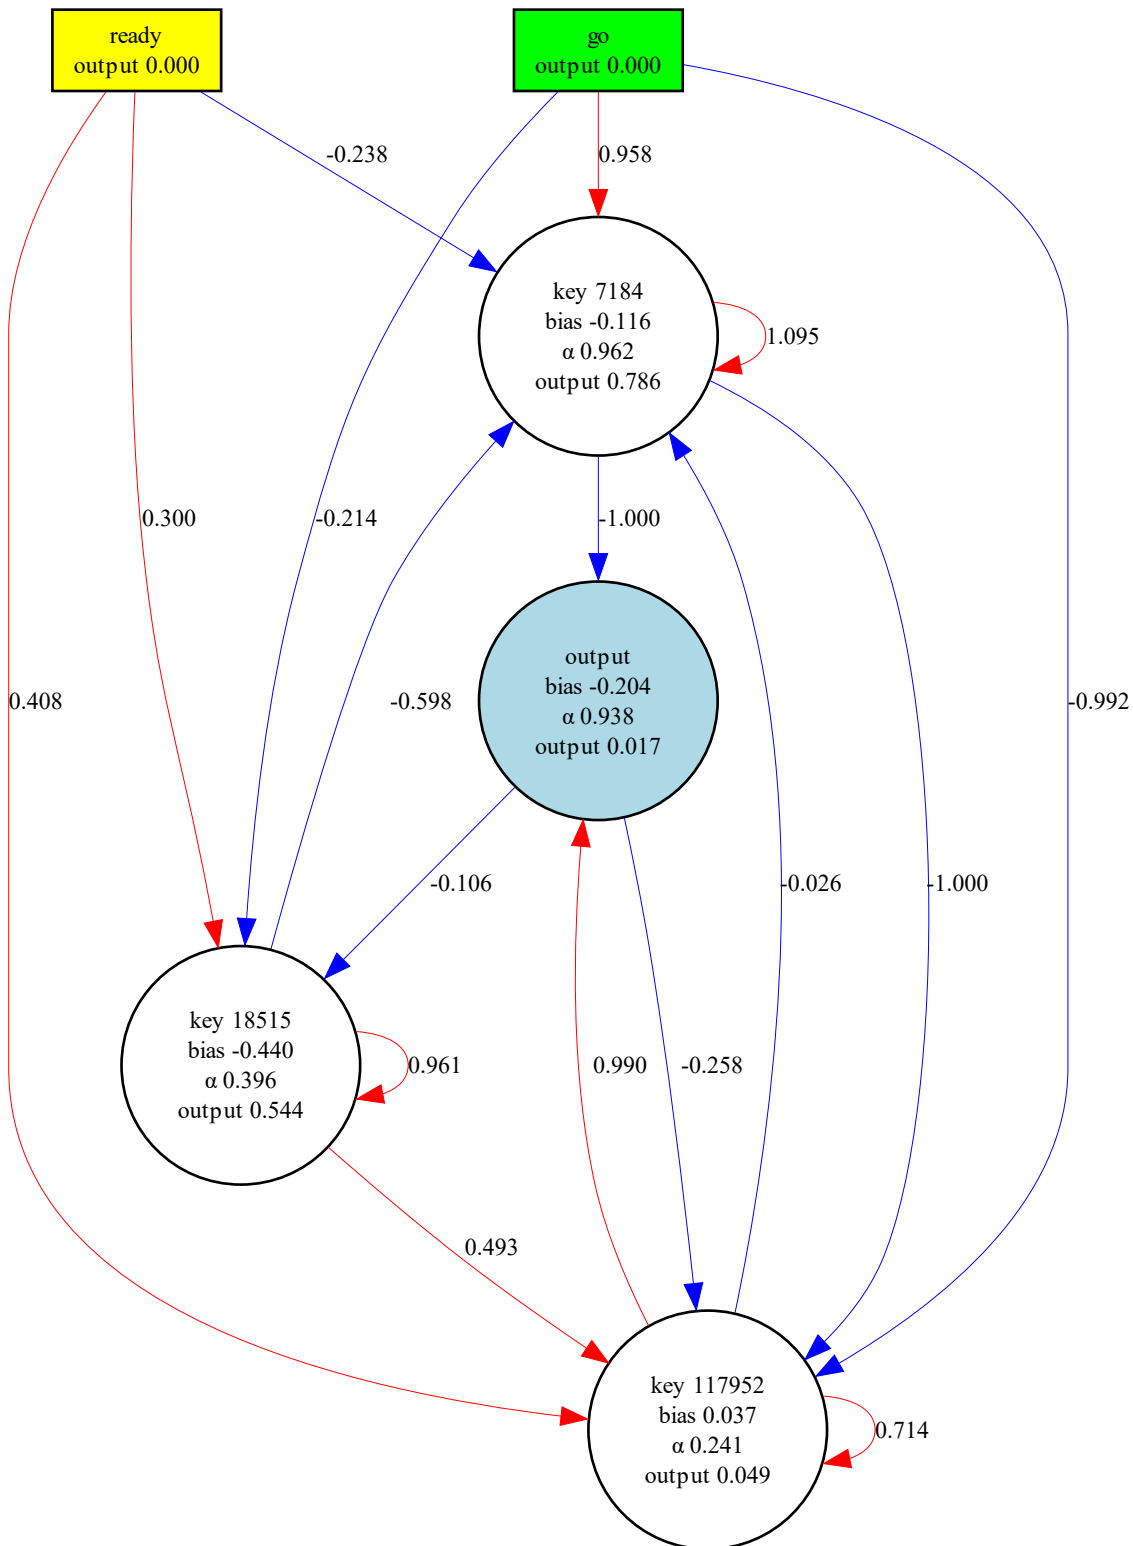 ready
output 0.000
go
output 0.000
-0.238
0.958
key 7184
bias -0.116
α 0.962
output 0.786
1.095
0.300
-0.214
-1.000
output
bias -0.204
α 0.938
output 0.017
0.408
-0.598
-0.992
-0.106
-0.026
-1.000
key 18515
bias -0.440
α 0.396
output 0.544
0.961
0.990
-0.258
0.493
key 117952
bias 0.037
α 0.241
output 0.049
0.714